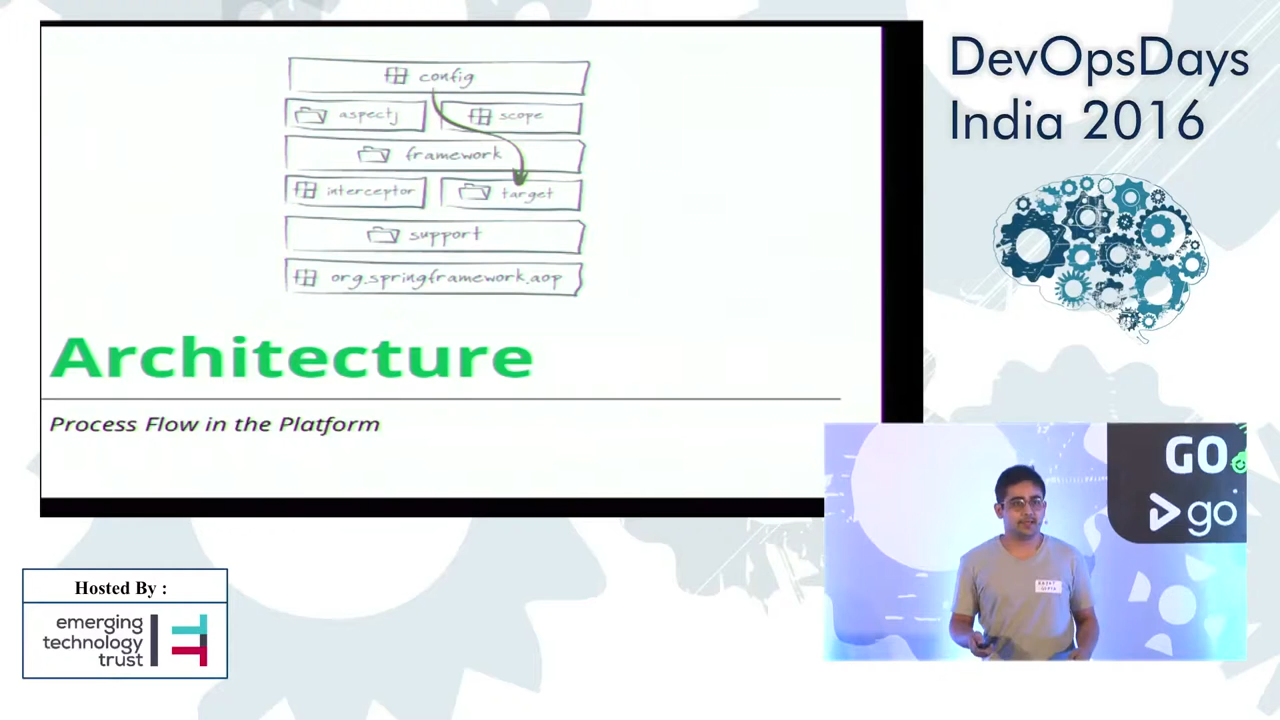 config
aspectj
scope
framework
interceptor
target
support
org.springframework.aop
Architecture
Process Flow in the Platform
DevOpsDays
India 2016
GO
go
Hosted By :
emerging
technology
trust